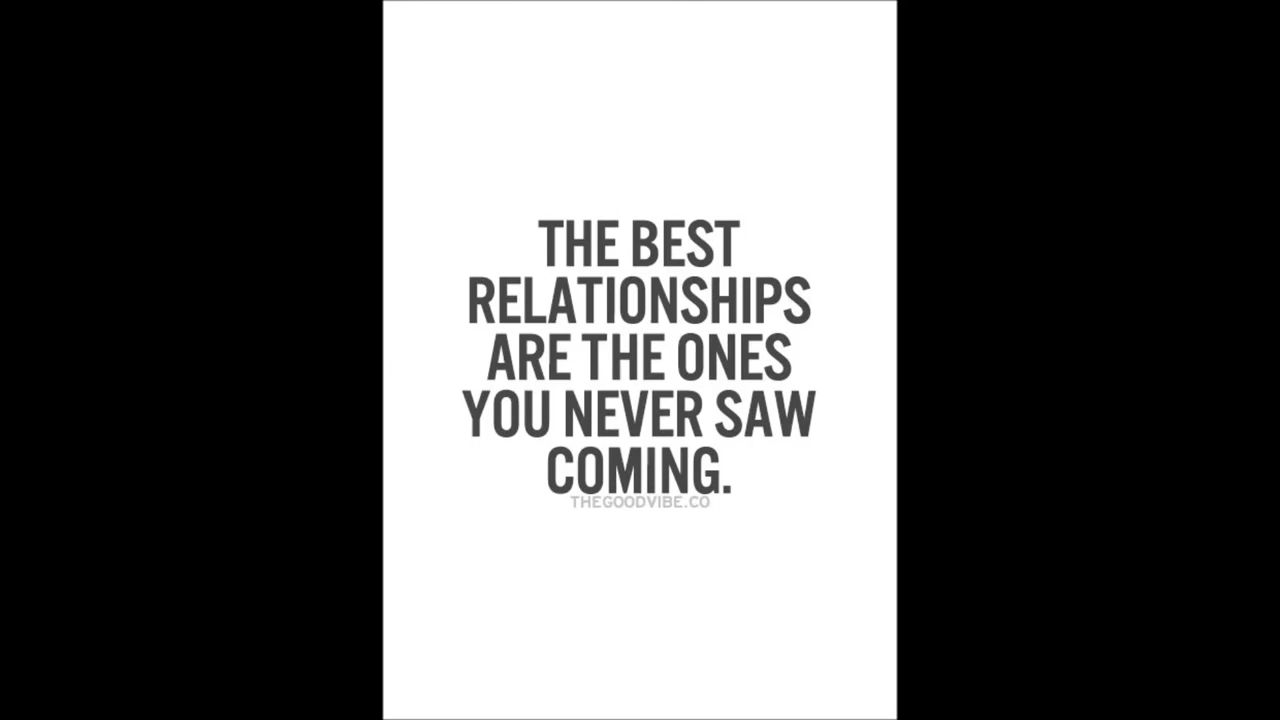 THE BEST
RELATIONSHIPS
ARE THE ONES
YOU NEVER SAW
COMING.
THEGOODVIBE.CO